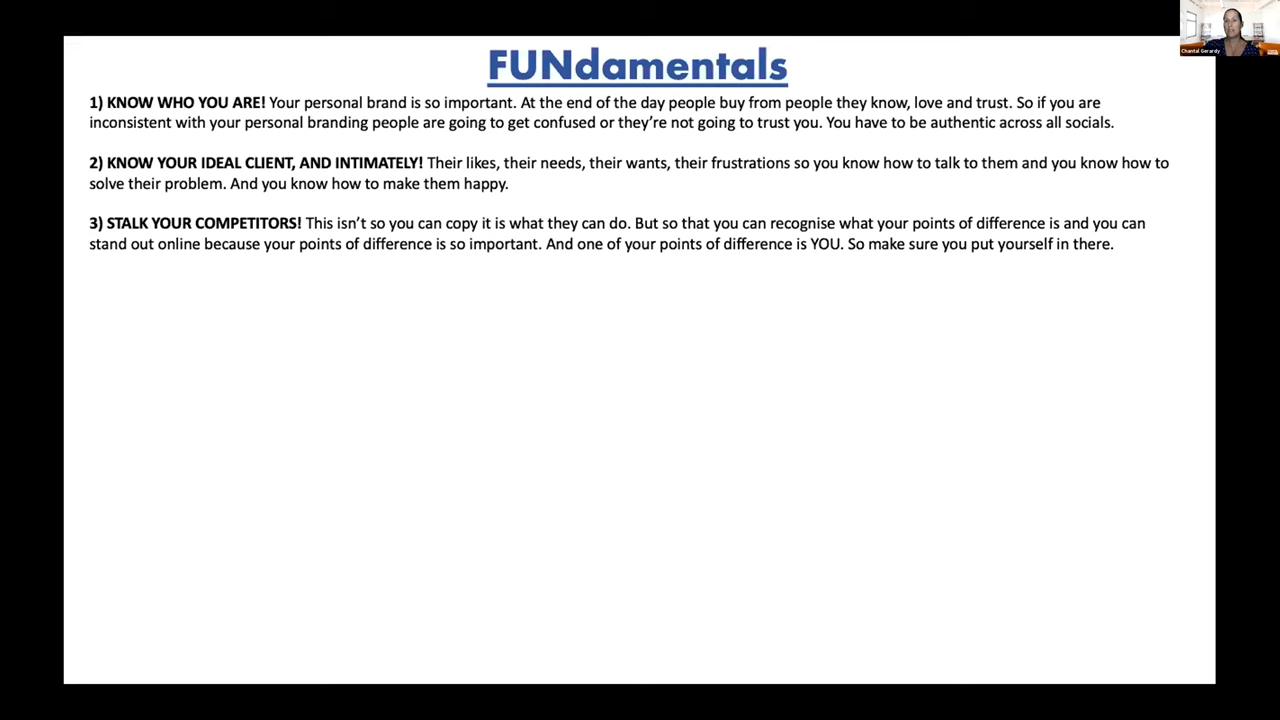 FUNdamentals
Chantal Gerardy
1) KNOW WHO YOU ARE! Your personal brand is so important. At the end of the day people buy from people they know, love and trust. So if you are
inconsistent with your personal branding people are going to get confused or they’re not going to trust you. You have to be authentic across all socials.
2) KNOW YOUR IDEAL CLIENT, AND INTIMATELY! Their likes, their needs, their wants, their frustrations so you know how to talk to them and you know how to
solve their problem. And you know how to make them happy.
3) STALK YOUR COMPETITORS! This isn’t so you can copy it is what they can do. But so that you can recognise what your points of difference is and you can
stand out online because your points of difference is so important. And one of your points of difference is YOU. So make sure you put yourself in there.